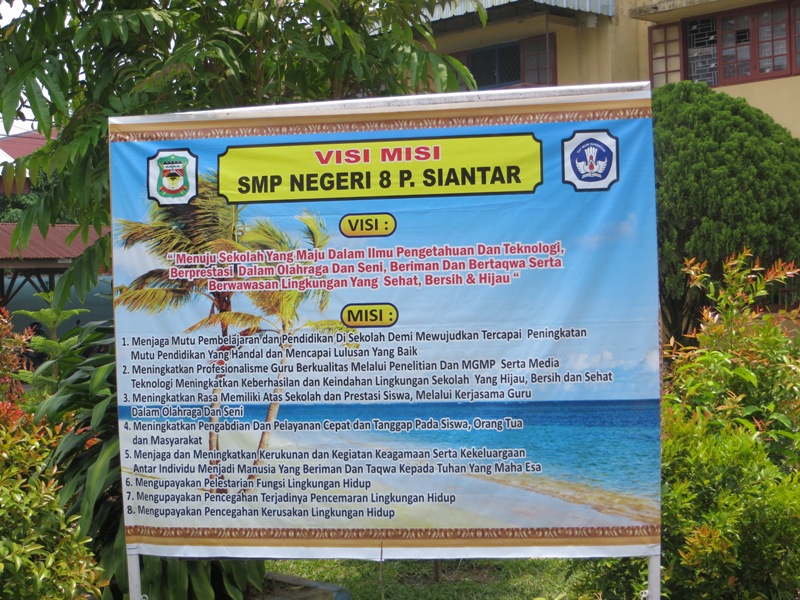 VISI MISI
SMP NEGERI 8 P. SIANTAR
VISI :
"Menuju Sekolah Yang Maju Dalam Ilmu Pengetahuan Dan Teknologi,
Berprestasi Dalam Olahraga Dan Seni, Beriman Dan Bertaqwa Serta
Berwawasan Lingkungan Yang Sehat, Bersih & Hijau "
MISI :
1. Menjaga Mutu Pembelajaran dan Pendidikan Di Sekolah Demi Mewujudkan Tercapai Peningkatan
Mutu Pendidikan Yang Handal dan Mencapai Lulusan Yang Baik
2. Meningkatkan Profesionalisme Guru Berkualitas Melalui Penelitian Dan MGMP Serta Media
Teknologi Meningkatkan Keberhasilan dan Keindahan Lingkungan Sekolah Yang Hijau, Bersih dan Sehat
3. Meningkatkan Rasa Memiliki Atas Sekolah dan Prestasi Siswa, Melalui Kerjasama Guru
Dalam Olahraga Dan Seni
4. Meningkatkan Pengabdian Dan Pelayanan Cepat dan Tanggap Pada Siswa, Orang Tua
dan Masyarakat
5. Menjaga dan Meningkatkan Kerukunan dan Kegiatan Keagamaan Serta Kekeluargaan
Antar Individu Menjadi Manusia Yang Beriman Dan Taqwa Kepada Tuhan Yang Maha Esa
6. Mengupayakan Pelestarian Fungsi Lingkungan Hidup
7. Mengupayakan Pencegahan Terjadinya Pencemaran Lingkungan Hidup
8. Mengupayakan Pencegahan Kerusakan Lingkungan Hidup